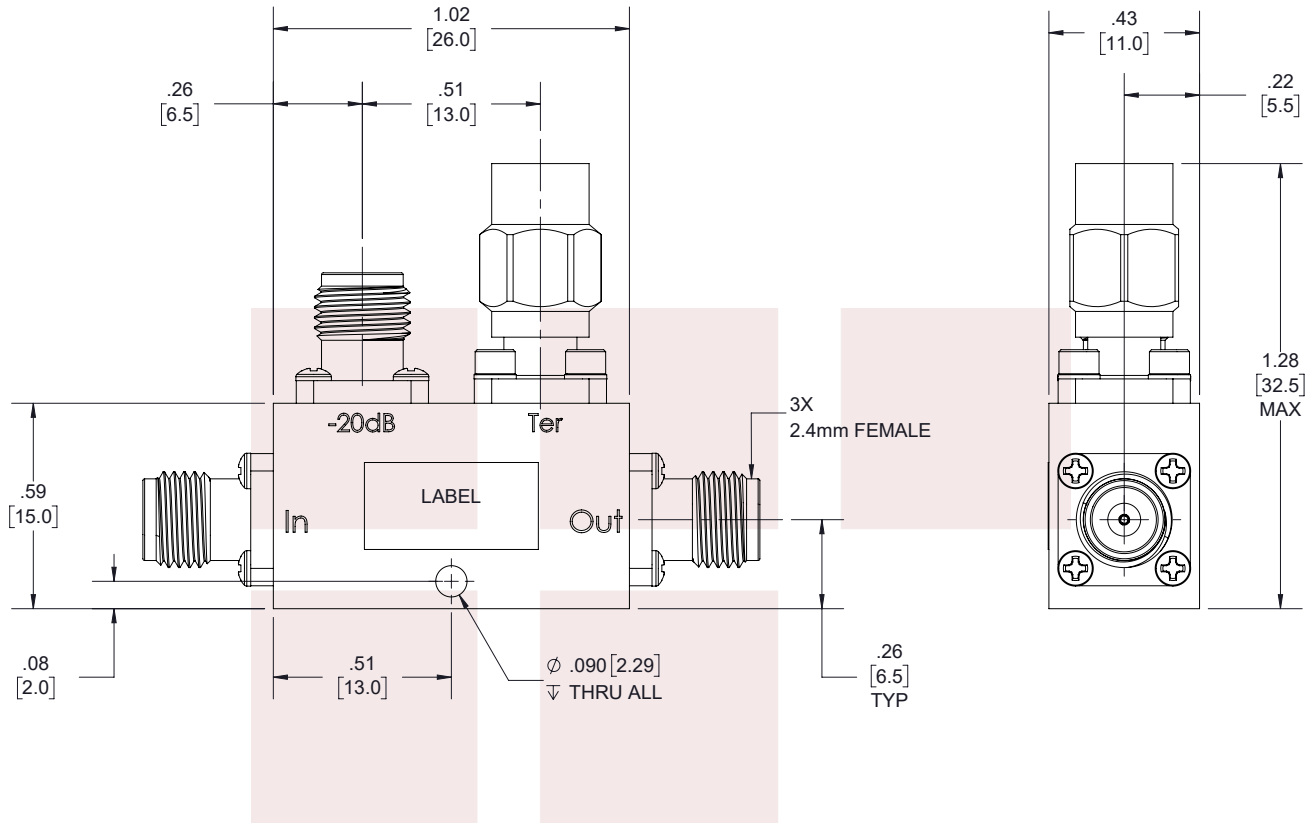 1.02
[26.0]
.43
[11.0]
.26
[6.5]
.51
[13.0]
.22
[5.5]
1.28
[32.5]
MAX
-20dB
Ter
3X
2.4mm FEMALE
.59
[15.0]
LABEL
In
Out
.08
[2.0]
.51
[13.0]
⌀ .090 [2.29]
↧ THRU ALL
.26
[6.5]
TYP